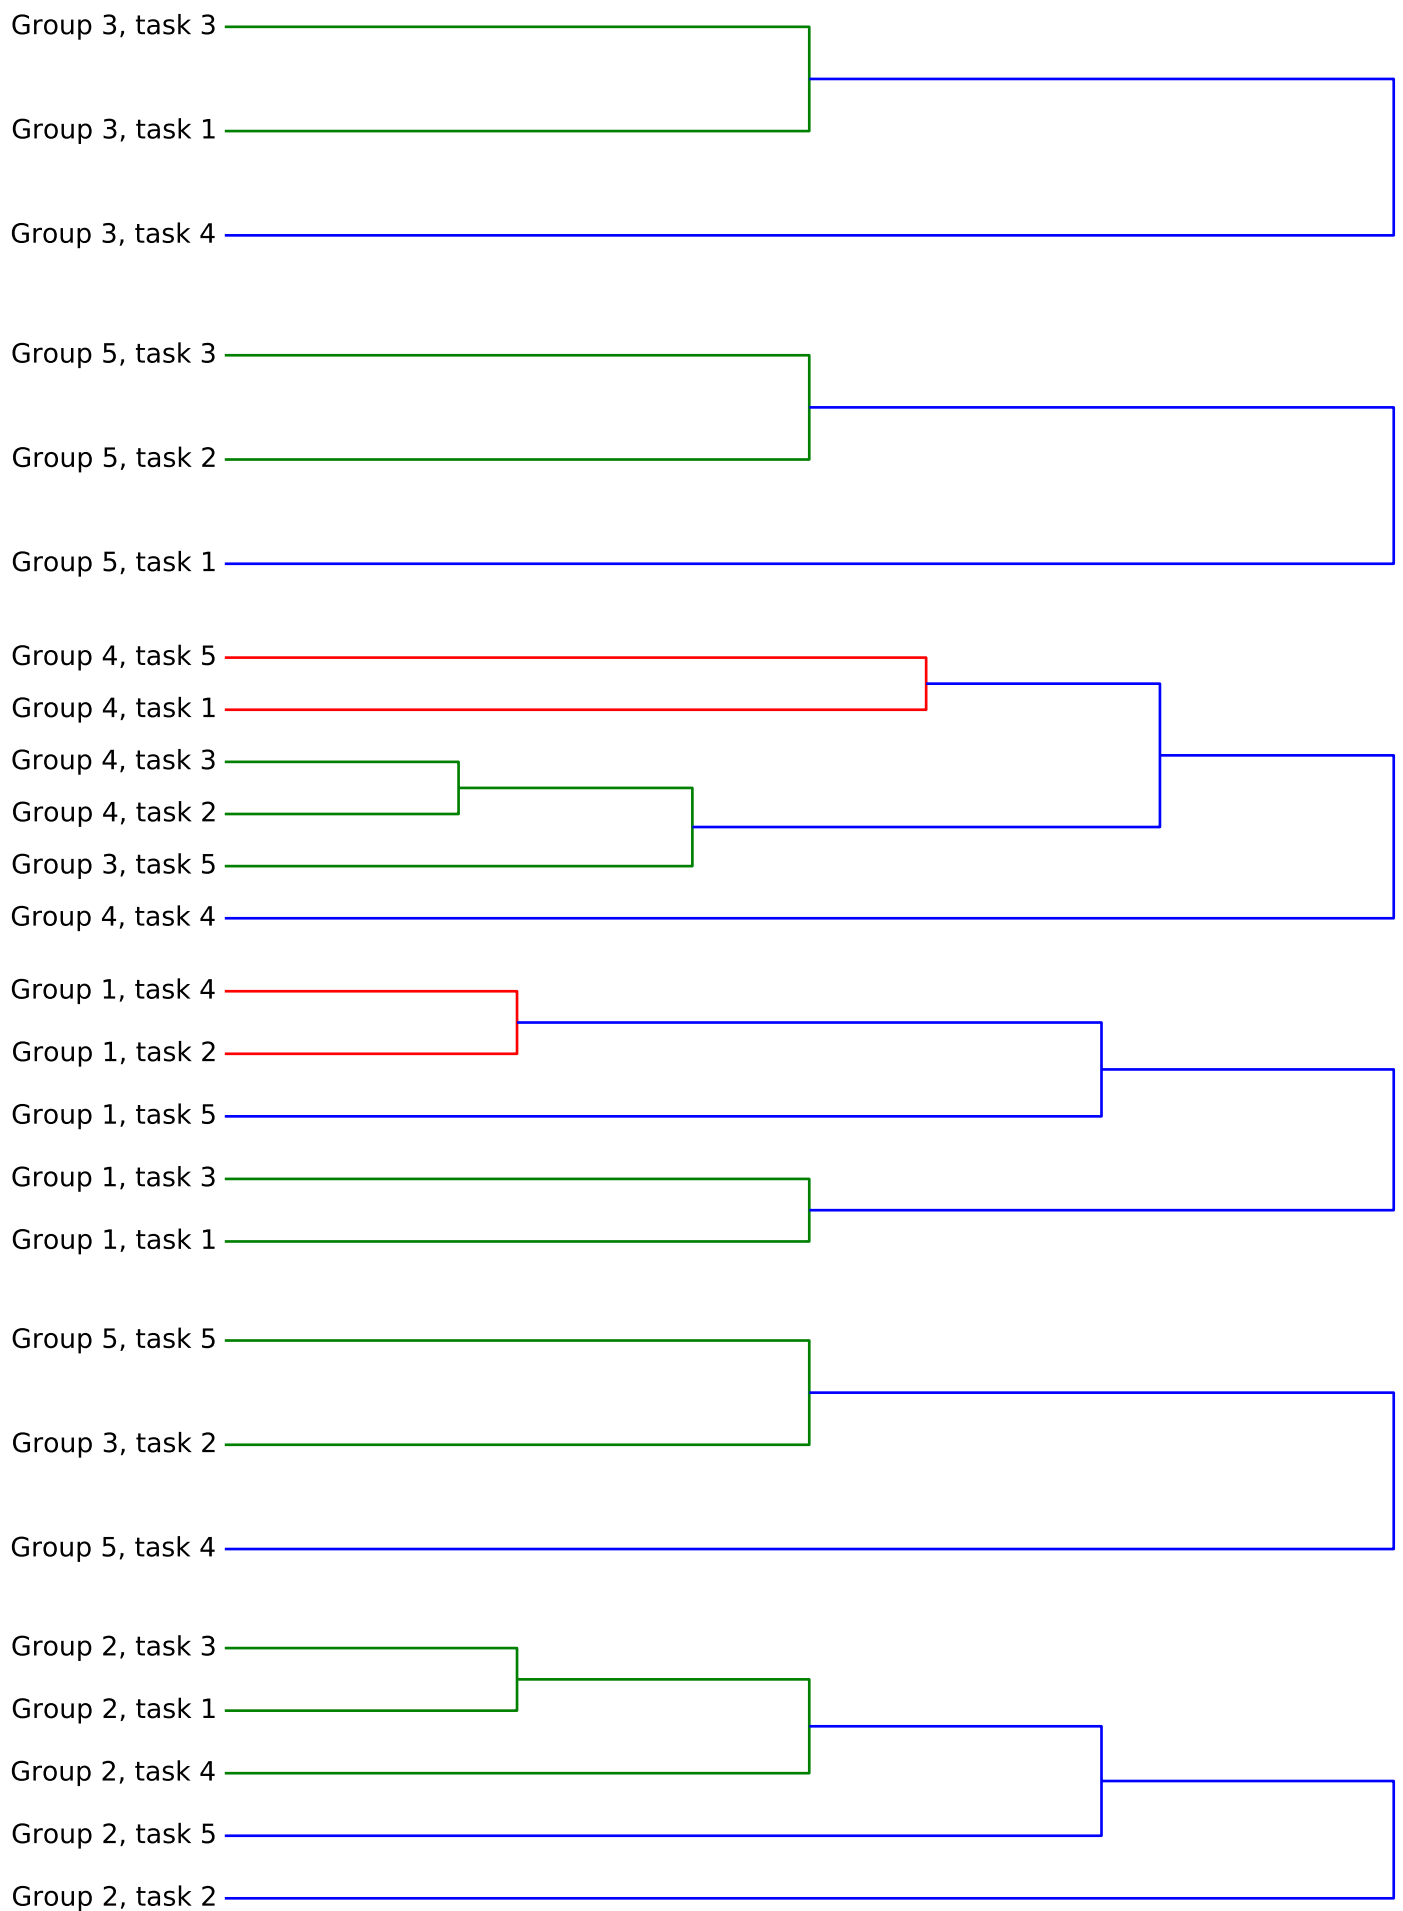 Group 3, task 3
Group 3, task 1
Group 3, task 4
Group 5, task 3
Group 5, task 2
Group 5, task 1
Group 4, task 5
Group 4, task 1
Group 4, task 3
Group 4, task 2
Group 3, task 5
Group 4, task 4
Group 1, task 4
Group 1, task 2
Group 1, task 5
Group 1, task 3
Group 1, task 1
Group 5, task 5
Group 3, task 2
Group 5, task 4
Group 2, task 3
Group 2, task 1
Group 2, task 4
Group 2, task 5
Group 2, task 2